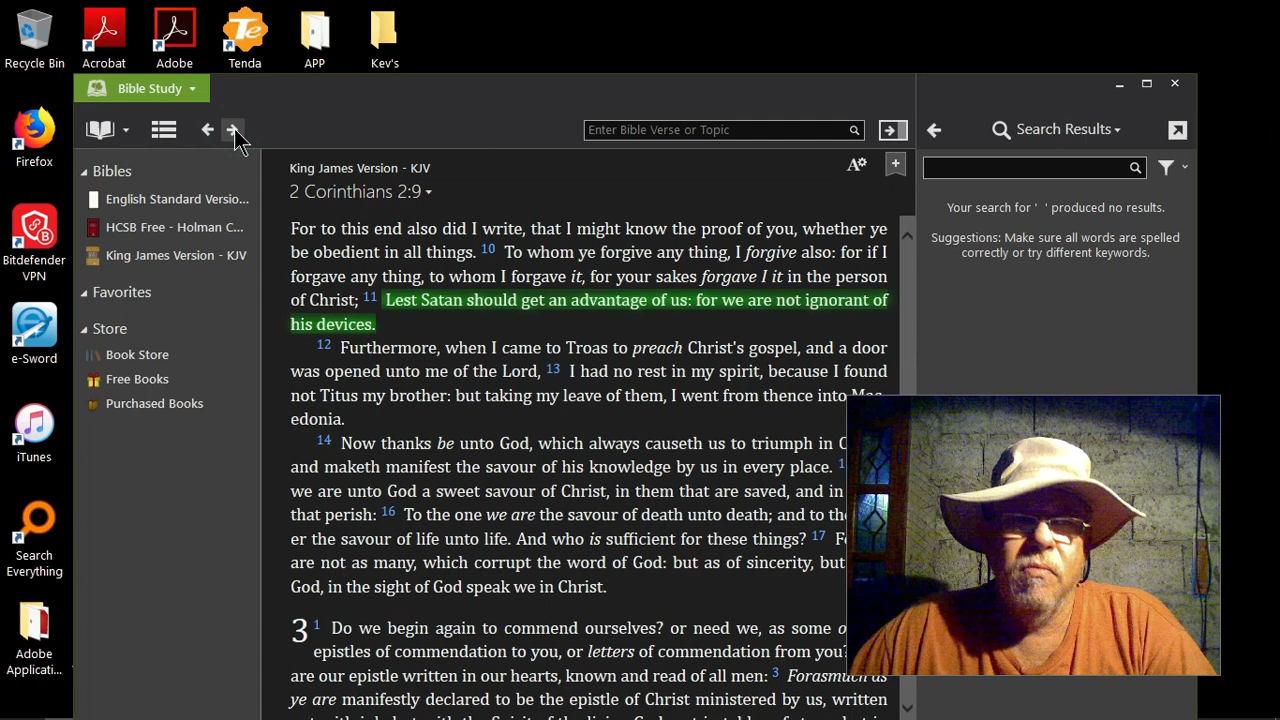 Recycle Bin
Acrobat
Adobe
Tenda
APP
Kev's
Firefox
Bitdefender
VPN
e-Sword
iTunes
Search
Everything
Adobe
Applicati...
Bible Study
Enter Bible Verse or Topic
Search Results
Bibles
English Standard Versio...
HCSB Free - Holman C...
King James Version - KJV
Favorites
Store
Book Store
Free Books
Purchased Books
King James Version - KJV
2 Corinthians 2:9
For to this end also did I write, that I might know the proof of you, whether ye
be obedient in all things. 10 To whom ye forgive any thing, I forgive also: for if I
forgave any thing, to whom I forgave it, for your sakes forgave I it in the person
of Christ; 11 Lest Satan should get an advantage of us: for we are not ignorant of
his devices.
12 Furthermore, when I came to Troas to preach Christ's gospel, and a door
was opened unto me of the Lord, 13 I had no rest in my spirit, because I found
not Titus my brother: but taking my leave of them, I went from thence into Mac-
edonia.
14 Now thanks be unto God, which always causeth us to triumph in
and maketh manifest the savour of his knowledge by us in every place.
we are unto God a sweet savour of Christ, in them that are saved, and in
that perish: 16 To the one we are the savour of death unto death; and to the
er the savour of life unto life. And who is sufficient for these things? 17
are not as many, which corrupt the word of God: but as of sincerity, but
God, in the sight of God speak we in Christ.
3 1 Do we begin again to commend ourselves? or need we, as some
epistles of commendation to you, or letters of commendation from you?
are our epistle written in our hearts, known and read of all men: 3 Forasmuch as
ye are manifestly declared to be the epistle of Christ ministered by us, written
Your search for ' ' produced no results.
Suggestions: Make sure all words are spelled
correctly or try different keywords.